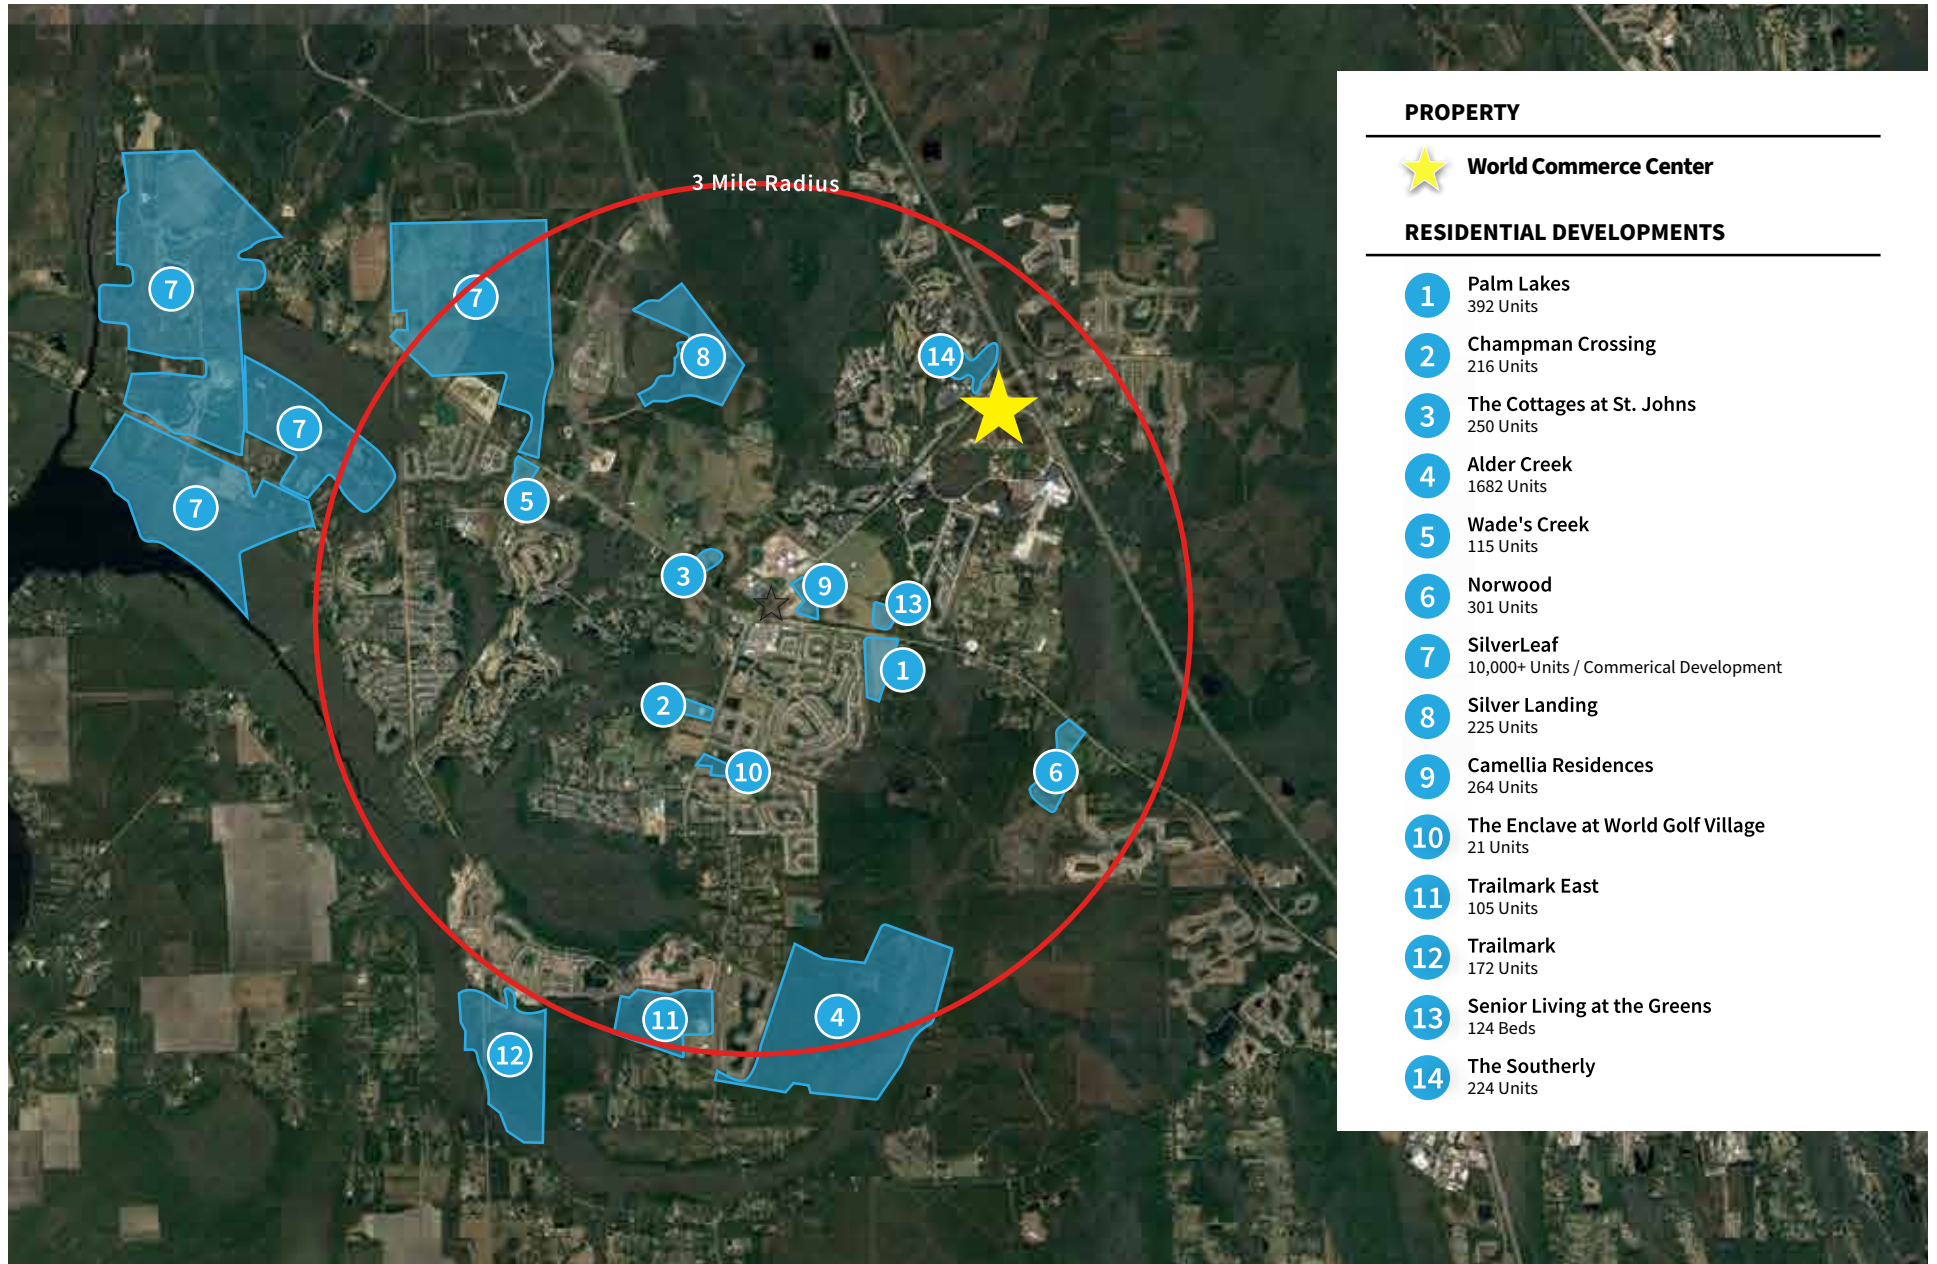 3 Mile Radius
7
7
7
7
8
14
5
3
9
13
1
2
10
6
11
4
12
PROPERTY
World Commerce Center
RESIDENTIAL DEVELOPMENTS
1
Palm Lakes
392 Units
2
Champman Crossing
216 Units
3
The Cottages at St. Johns
250 Units
4
Alder Creek
1682 Units
5
Wade's Creek
115 Units
6
Norwood
301 Units
7
SilverLeaf
10,000+ Units / Commerical Development
8
Silver Landing
225 Units
9
Camellia Residences
264 Units
10
The Enclave at World Golf Village
21 Units
11
Trailmark East
105 Units
12
Trailmark
172 Units
13
Senior Living at the Greens
124 Beds
14
The Southerly
224 Units